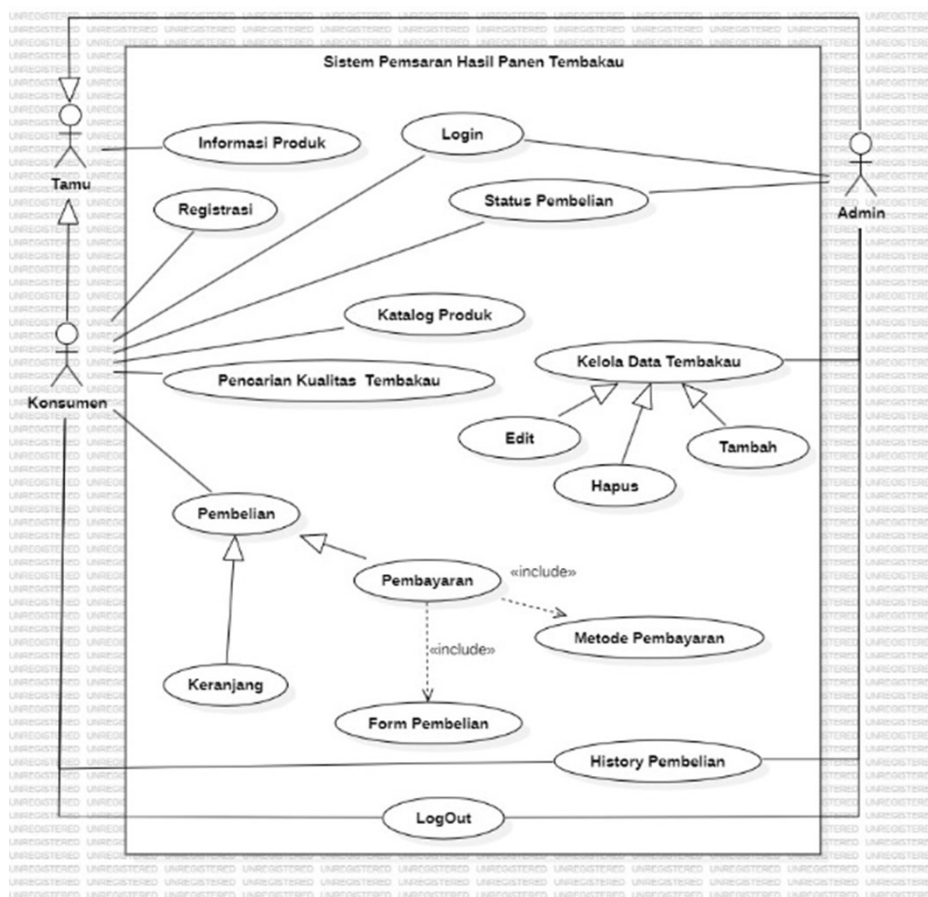 Sistem Pemsaran Hasil Panen Tembakau
Informasi Produk
Login
Tamu
Registrasi
Status Pembelian
Admin
Katalog Produk
Kelola Data Tembakau
Pencarian Kualitas Tembakau
Konsumen
Edit
Tambah
Hapus
Pembelian
Pembayaran
«include»
Metode Pembayaran
«include»
Keranjang
Form Pembelian
History Pembelian
LogOut
UNREGISTERED